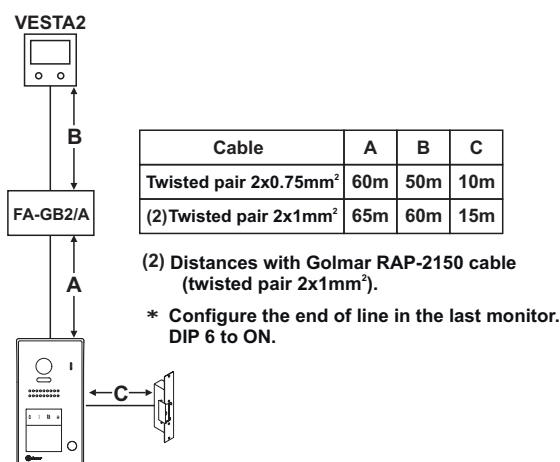 VESTA2
B
FA-GB2/A
A
C
Cable A B C
Twisted pair 2x0.75mm² 60m 50m 10m
(2)Twisted pair 2x1mm² 65m 60m 15m
(2) Distances with Golmar RAP-2150 cable
(twisted pair 2x1mm²).
* Configure the end of line in the last monitor.
DIP 6 to ON.